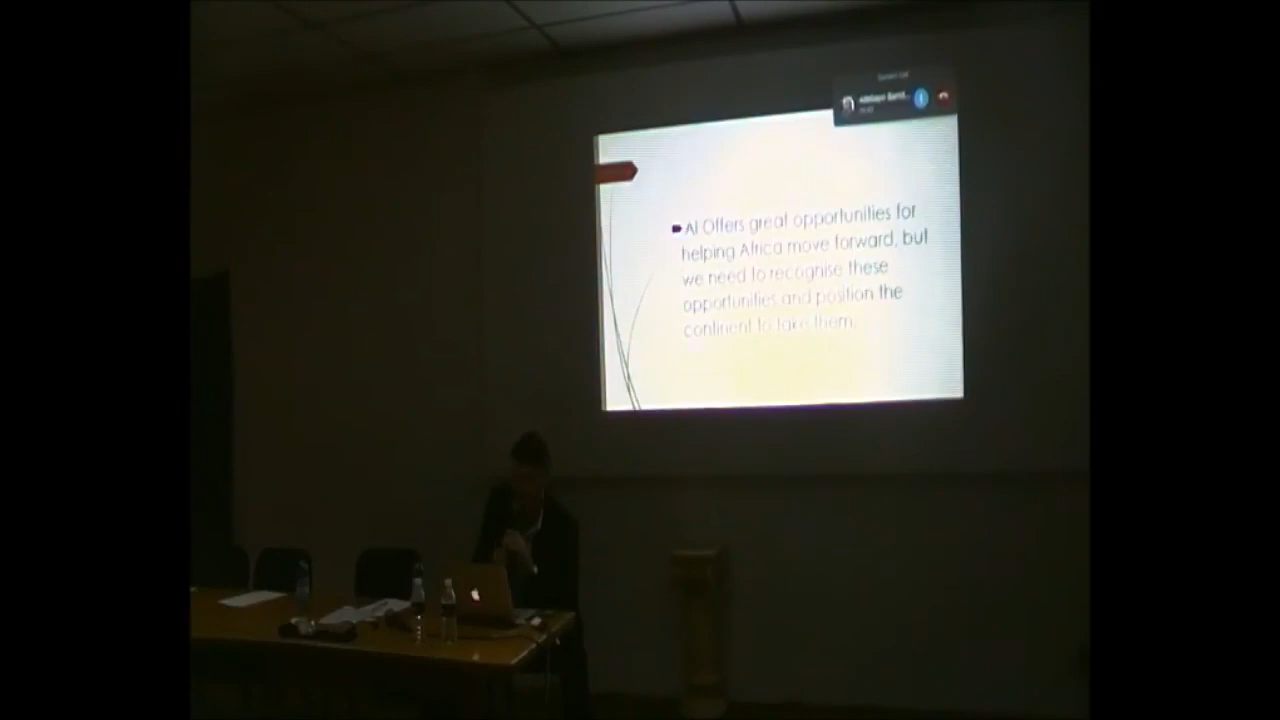 AI Offers great opportunities for
helping Africa move forward, but
we need to recognise these
opportunities and position the
continent to take them.